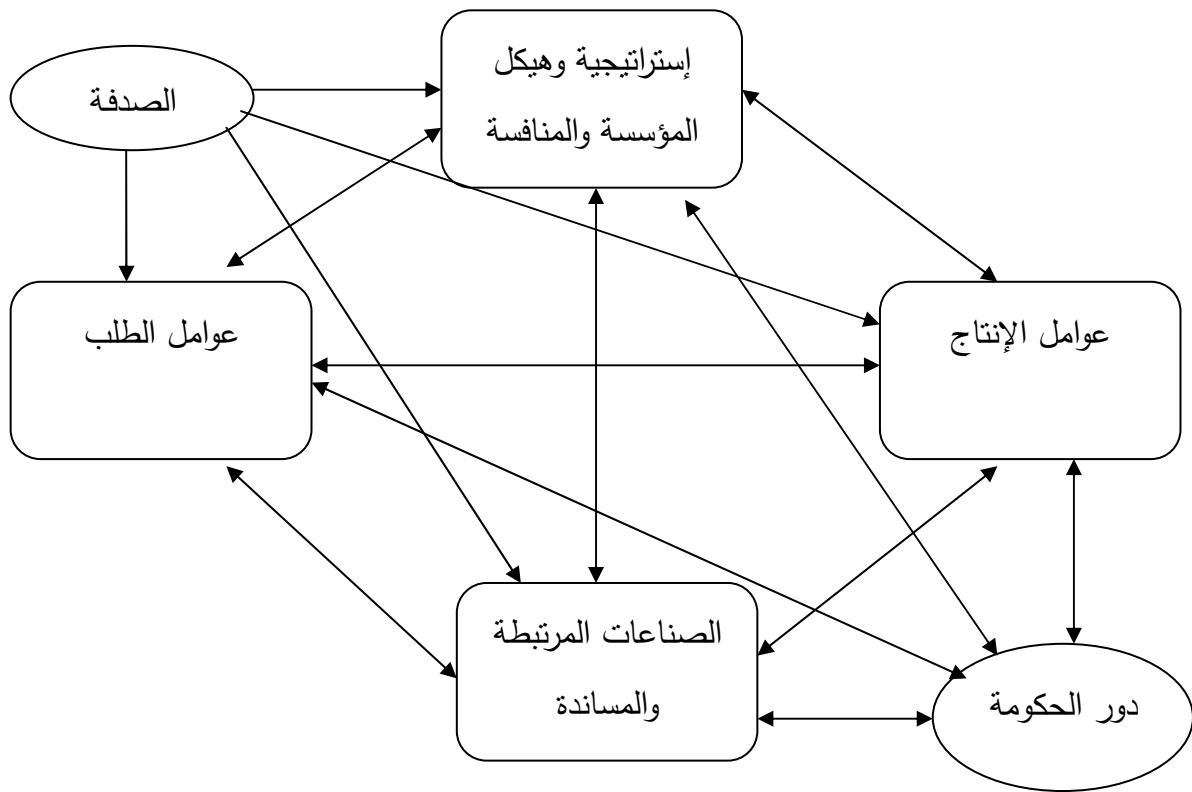 إستراتيجية وهيكل
المؤسسة والمنافسة
الصدفة
عوامل الإنتاج
عوامل الطلب
الصناعات المرتبطة
والمساندة
دور الحكومة